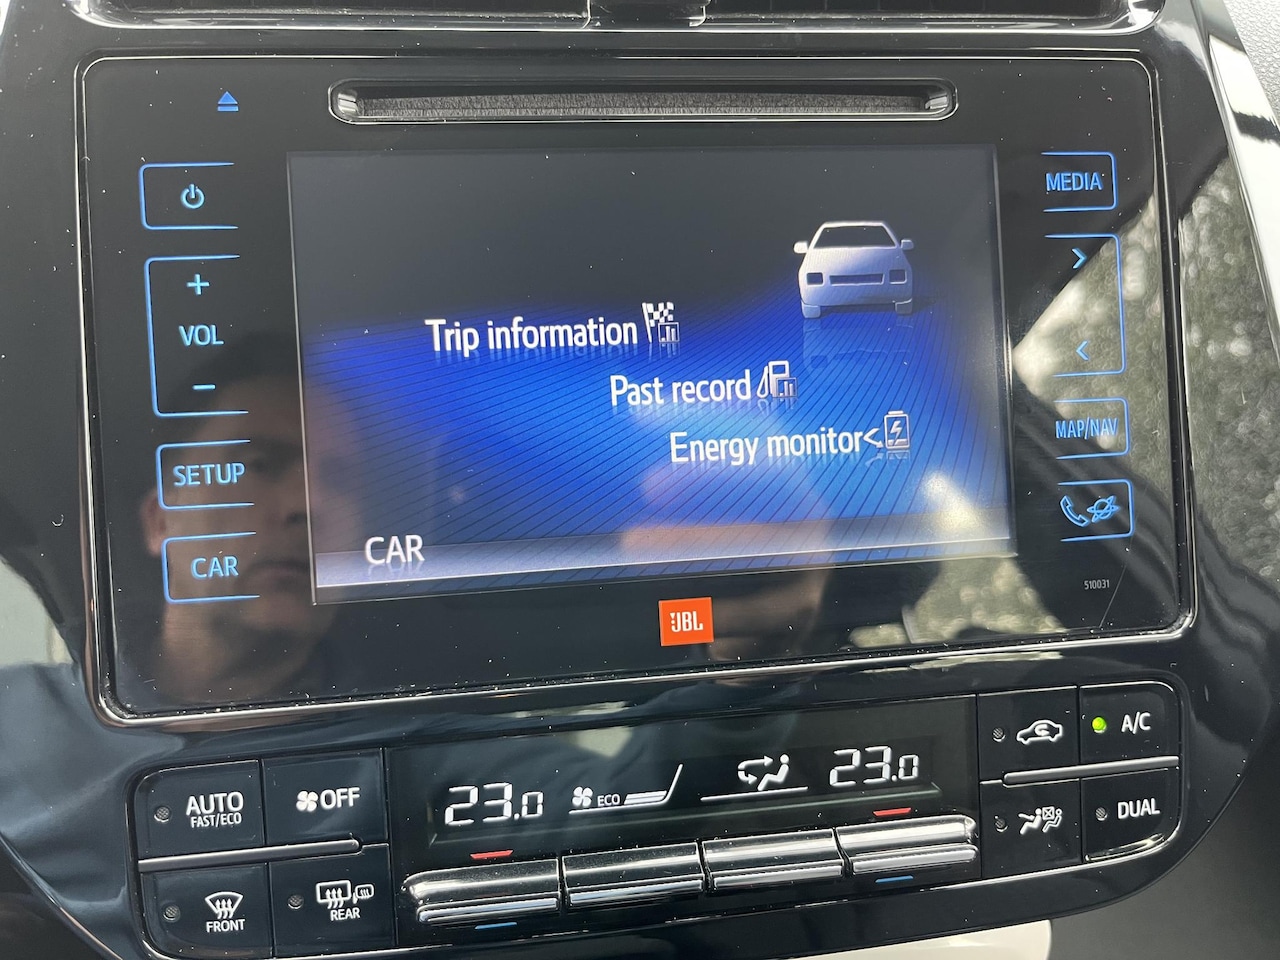 MEDIA
+
VOL
-
SETUP
CAR
>
<
MAP/NAV
Trip information
Past record
Energy monitor
CAR
510031
JBL
AUTO
FAST/ECO
OFF
FRONT
REAR
23.0
ECO
23.0
A/C
DUAL